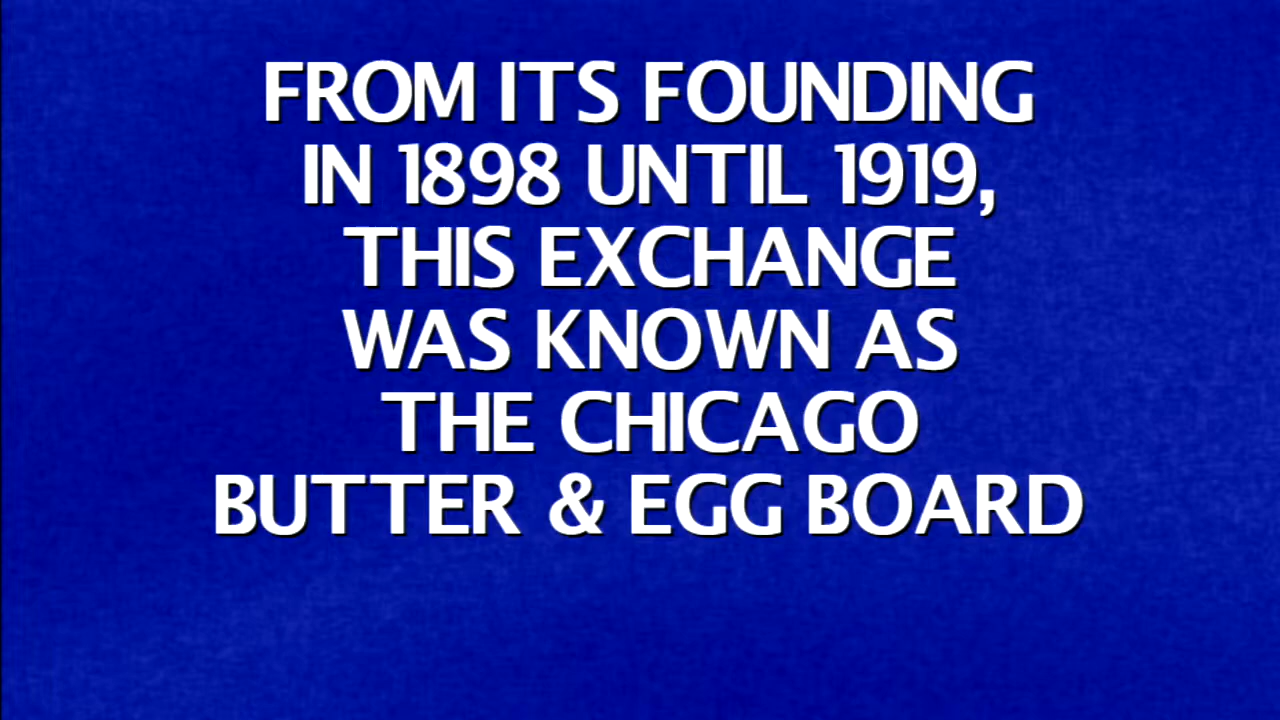 FROM ITS FOUNDING
IN 1898 UNTIL 1919,
THIS EXCHANGE
WAS KNOWN AS
THE CHICAGO
BUTTER & EGG BOARD